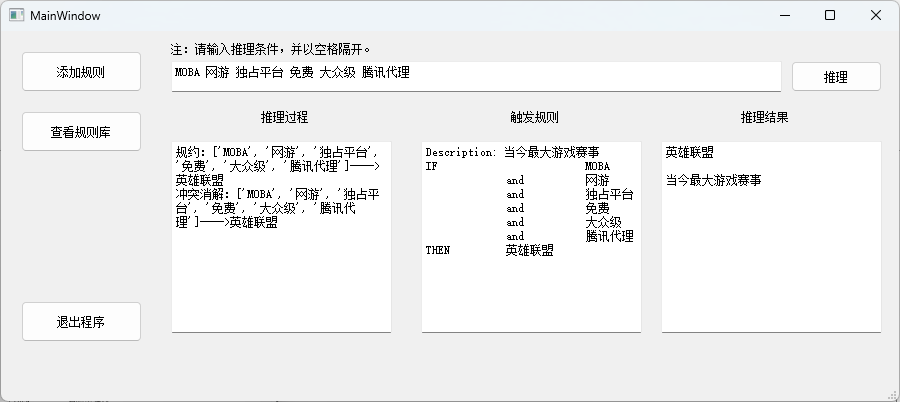 MainWindow
添加规则
查看规则库
退出程序
注：请输入推理条件，并以空格隔开。
MOBA 网游 独占平台 免费 大众级 腾讯代理
推理
推理过程
规约：['MOBA', '网游', '独占平台',
'免费', '大众级', '腾讯代理']--->
英雄联盟
冲突消解：['MOBA', '网游', '独占平
台', '免费', '大众级', '腾讯代
理']--->英雄联盟
触发规则
Description: 当今最大游戏赛事
IF MOBA
and 网游
and 独占平台
and 免费
and 大众级
and 腾讯代理
THEN 英雄联盟
推理结果
英雄联盟
当今最大游戏赛事